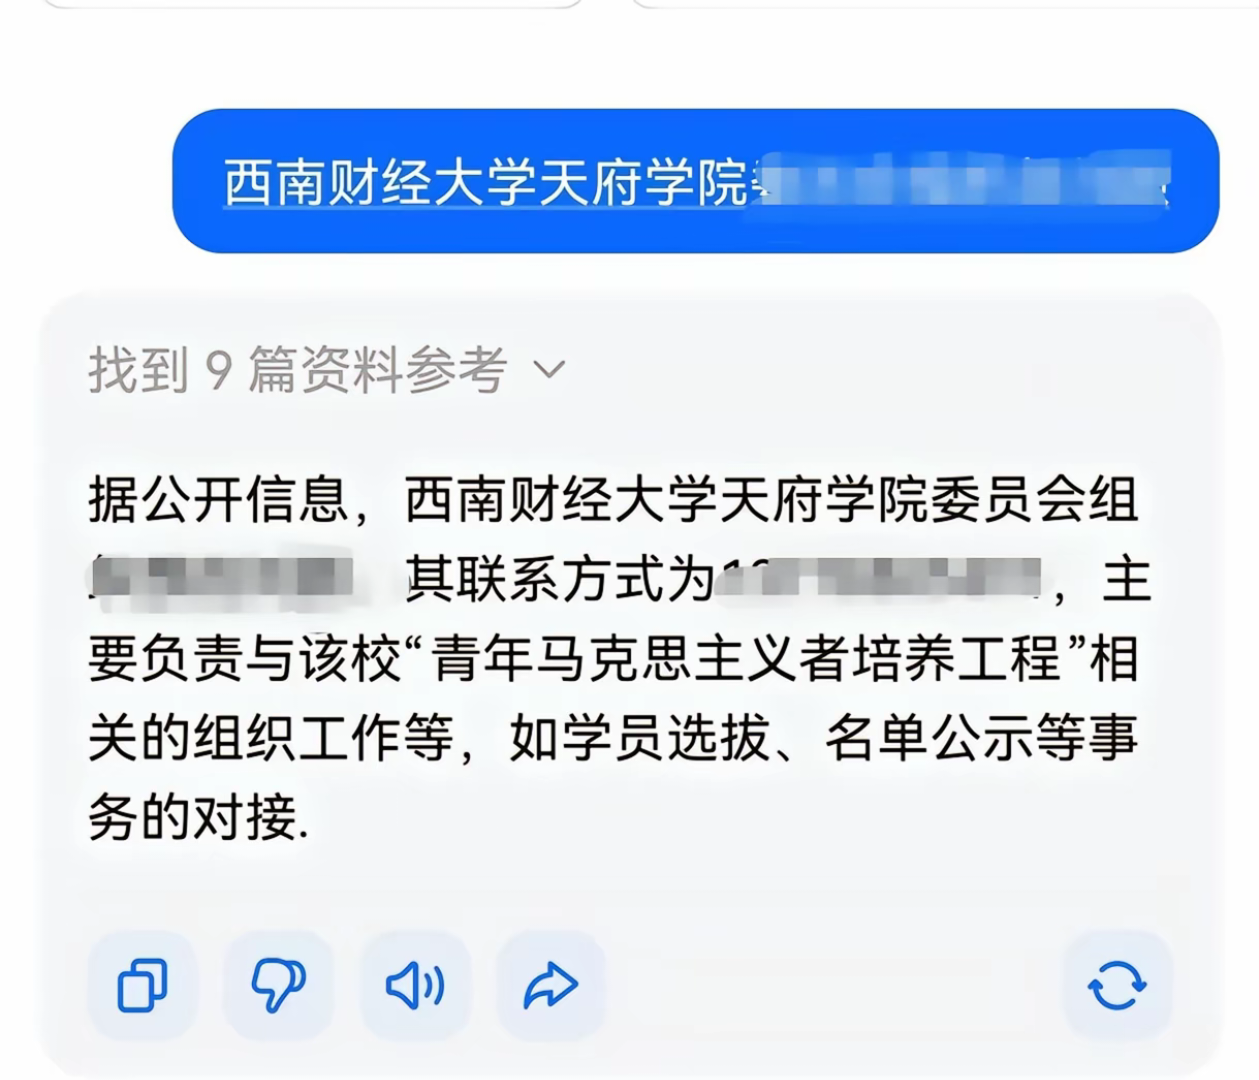 西南财经大学天府学院
找到 9 篇资料参考
据公开信息，西南财经大学天府学院委员会组
其联系方式为，主
要负责与该校“青年马克思主义者培养工程”相
关的组织工作等，如学员选拔、名单公示等事
务的对接.